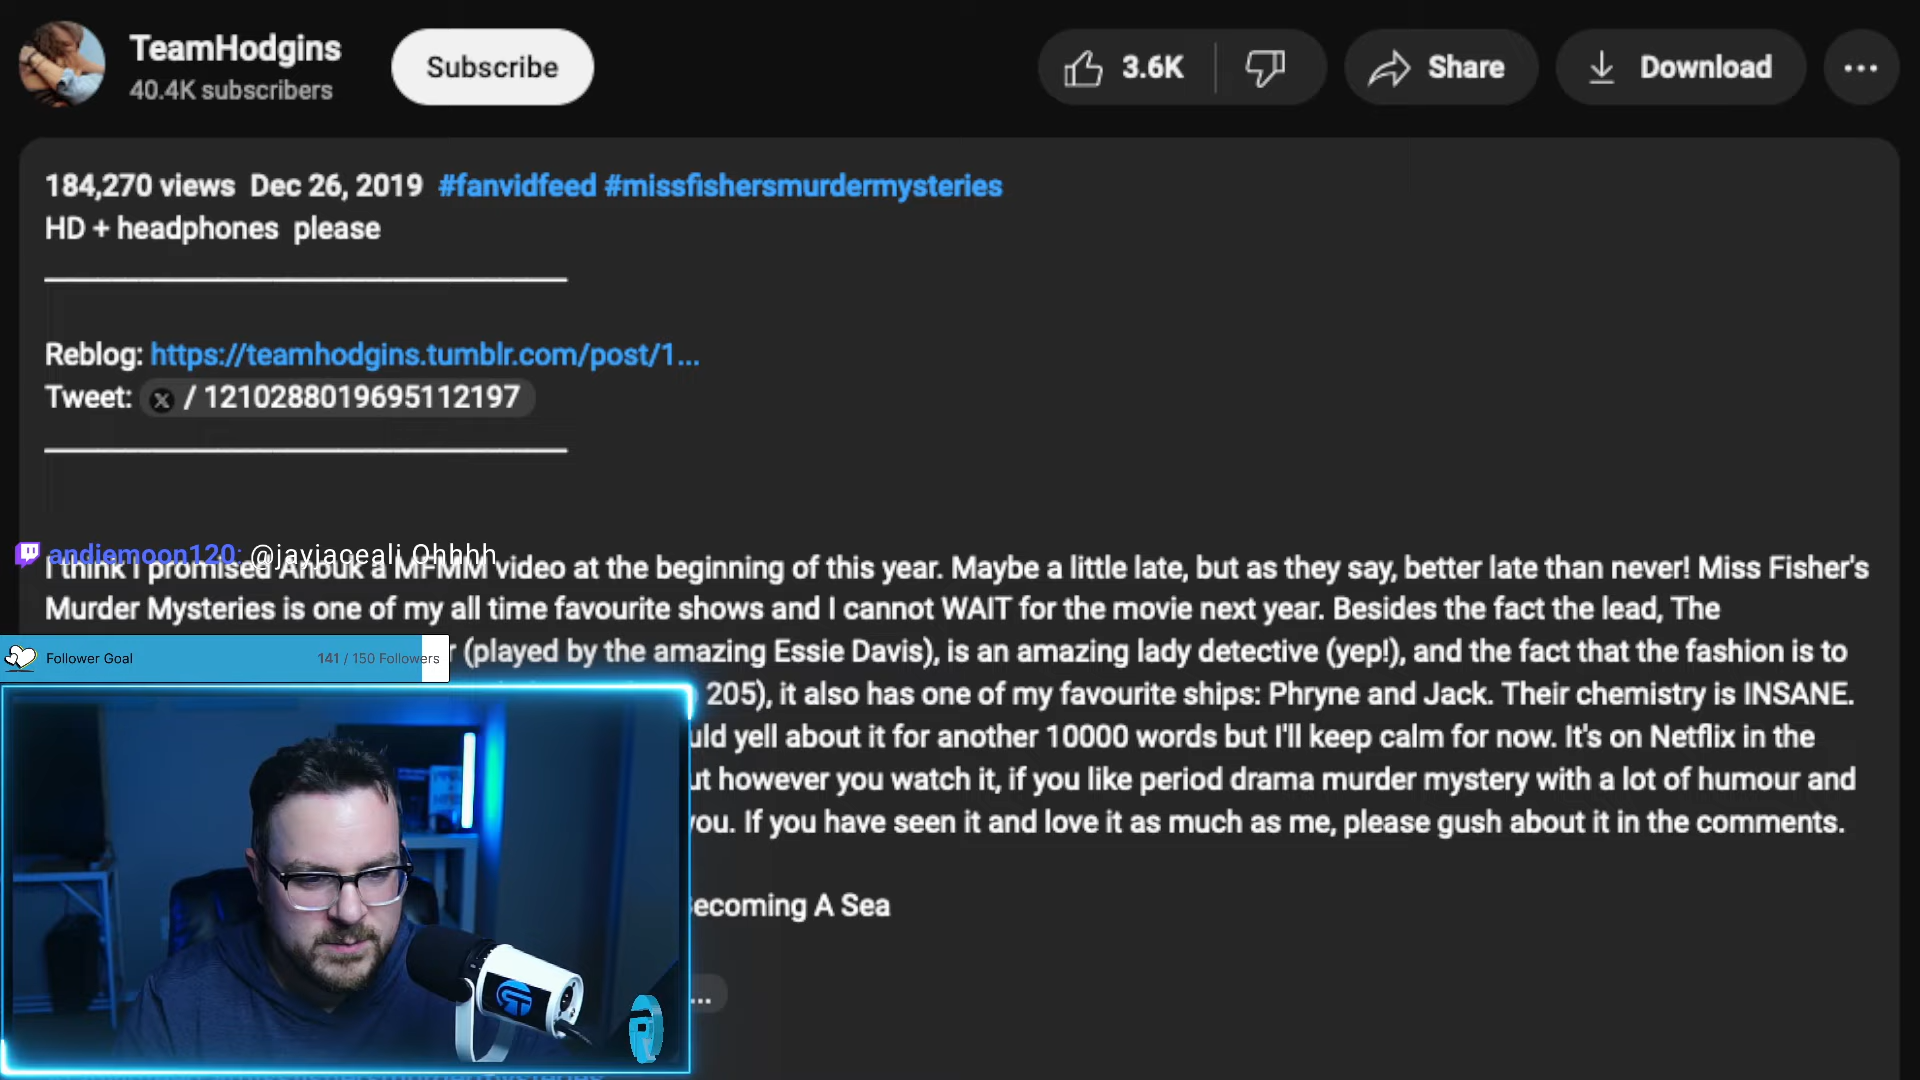 TeamHodgins
40.4K subscribers
Subscribe
3.6K
Share
Download
184,270 views Dec 26, 2019 #fanvidfeed #missfishersmurdermysteries
HD + headphones please
Reblog: https://teamhodgins.tumblr.com/post/1...
Tweet: X / 1210288019695112197
andiemoon120: @jayjaceali Ohhhh
I think I promised Anouk a MFMM video at the beginning of this year. Maybe a little late, but as they say, better late than never! Miss Fisher's
Murder Mysteries is one of my all time favourite shows and I cannot WAIT for the movie next year. Besides the fact the lead, The
Follower Goal 141 / 150 Followers
(played by the amazing Essie Davis), is an amazing lady detective (yep!), and the fact that the fashion is to
205), it also has one of my favourite ships: Phryne and Jack. Their chemistry is INSANE.
yell about it for another 10000 words but I'll keep calm for now. It's on Netflix in the
however you watch it, if you like period drama murder mystery with a lot of humour and
you. If you have seen it and love it as much as me, please gush about it in the comments.
Becoming A Sea
...